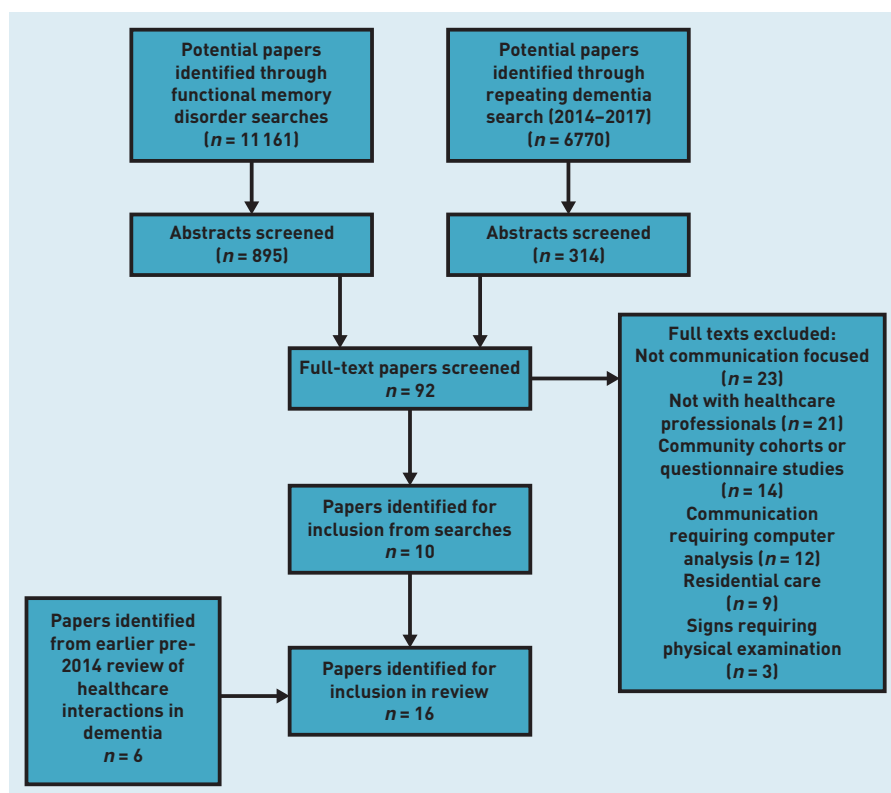 Potential papers
identified through
functional memory
disorder searches
(n = 11 161)
Potential papers
identified through
repeating dementia
search (2014–2017)
(n = 6770)
Abstracts screened
(n = 895)
Abstracts screened
(n = 314)
Full-text papers screened
n = 92
Full texts excluded:
Not communication focused
(n = 23)
Not with healthcare
professionals (n = 21)
Community cohorts or
questionnaire studies
(n = 14)
Communication
requiring computer
analysis (n = 12)
Residential care
(n = 9)
Signs requiring
physical examination
(n = 3)
Papers identified for
inclusion from searches
n = 10
Papers identified
from earlier pre-
2014 review of
healthcare
interactions in
dementia
n = 6
Papers identified for
inclusion in review
n = 16